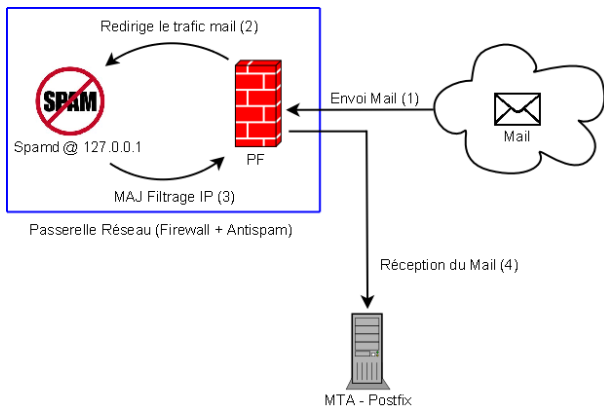 Redirige le trafic mail (2)
SPAM
Spamd @ 127.0.0.1
PF
Envoi Mail (1)
Mail
MAJ Filtrage IP (3)
Passerelle Réseau (Firewall + Antispam)
Réception du Mail (4)
MTA - Postfix